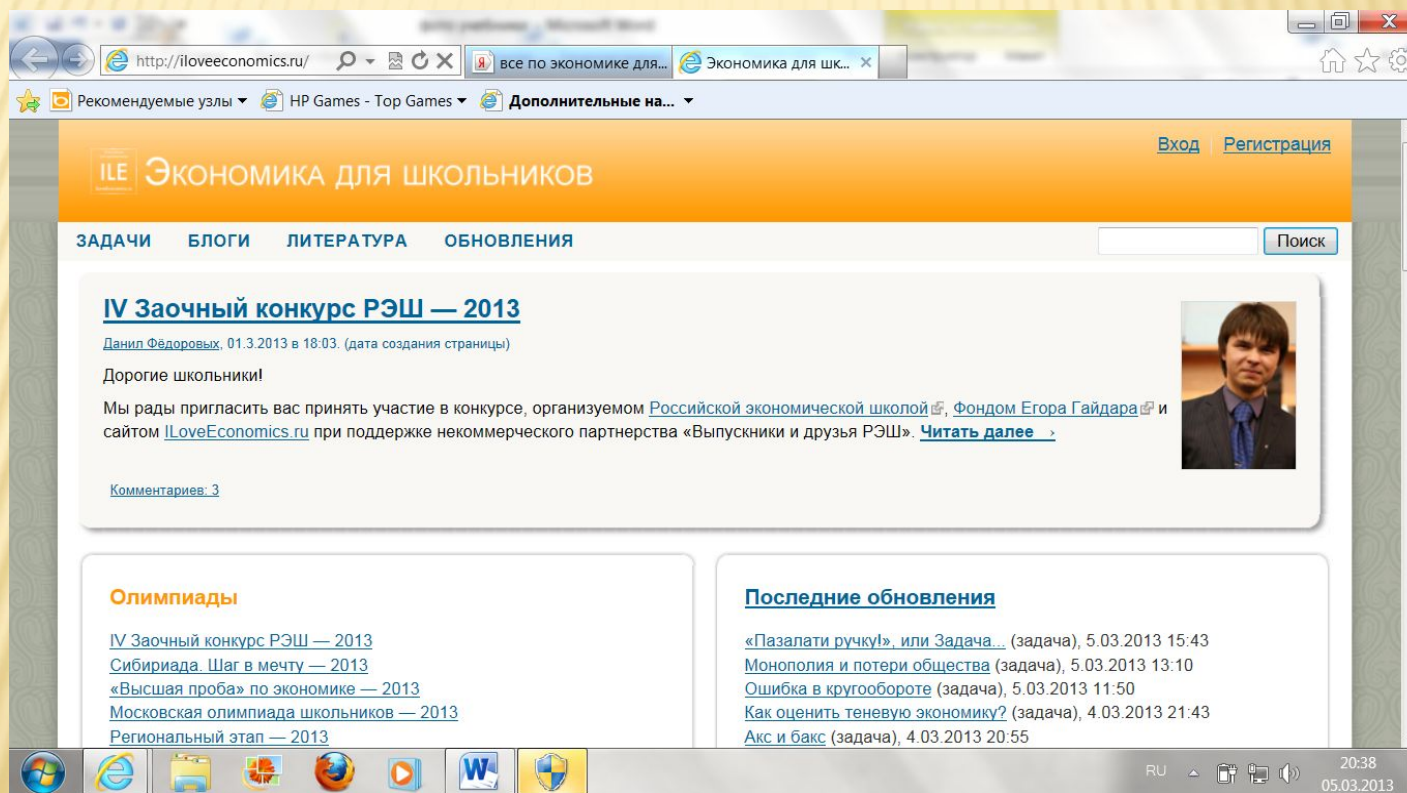 http://iloveeconomics.ru/
все по экономике для...
Экономика для шк...
Рекомендуемые узлы
HP Games - Top Games
Дополнительные на...
Вход
Регистрация
ILE
Экономика для школьников
ЗАДАЧИ
БЛОГИ
ЛИТЕРАТУРА
ОБНОВЛЕНИЯ
Поиск
IV Заочный конкурс РЭШ — 2013
Данил Фёдоровых, 01.3.2013 в 18:03. (дата создания страницы)
Дорогие школьники!
Мы рады пригласить вас принять участие в конкурсе, организуемом Российской экономической школой, Фондом Егора Гайдара и
сайтом ILoveEconomics.ru при поддержке некоммерческого партнерства «Выпускники и друзья РЭШ». Читать далее ›
Комментариев: 3
Олимпиады
IV Заочный конкурс РЭШ — 2013
Сибириада. Шаг в мечту — 2013
«Высшая проба» по экономике — 2013
Московская олимпиада школьников — 2013
Региональный этап — 2013
Последние обновления
«Пазалати ручку!», или Задача... (задача), 5.03.2013 15:43
Монополия и потери общества (задача), 5.03.2013 13:10
Ошибка в кругообороте (задача), 5.03.2013 11:50
Как оценить теневую экономику? (задача), 4.03.2013 21:43
Акс и бакс (задача), 4.03.2013 20:55
RU
20:38
05.03.2013